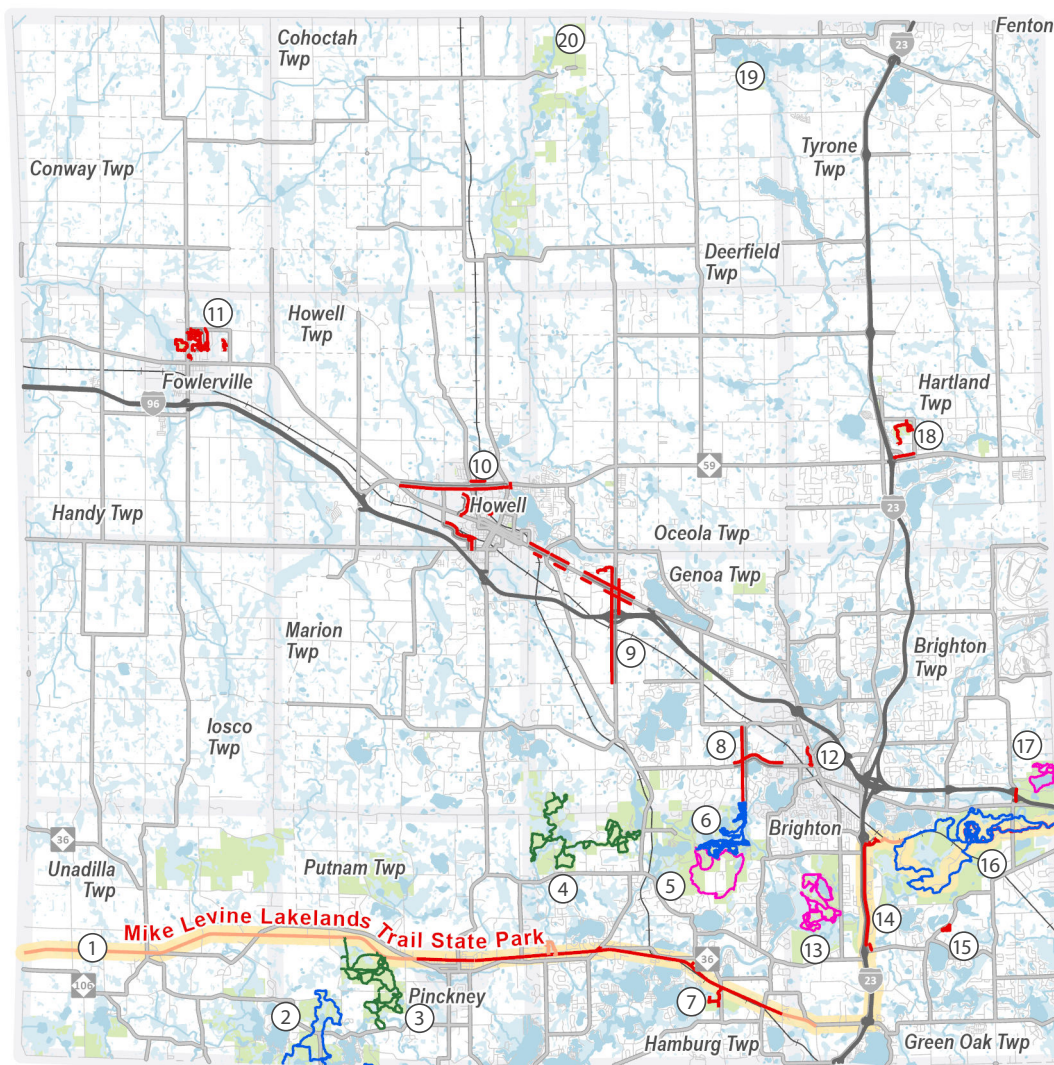 Fenton
Cohoctah
Twp
20
23
19
Tyrone
Twp
Conway Twp
Deerfield
Twp
11
Howell
Twp
Fowlerville
96
Hartland
Twp
18
10
59
Howell
23
Handy Twp
Oceola Twp
Genoa Twp
Marion
Twp
9
Brighton
Twp
Iosco
Twp
8
12
17
6
36
Brighton
Unadilla
Twp
Putnam Twp
4
5
16
Mike Levine Lakelands Trail State Park
1
14
13
15
36
106
23
2
3
Pinckney
7
Hamburg Twp
Green Oak Twp